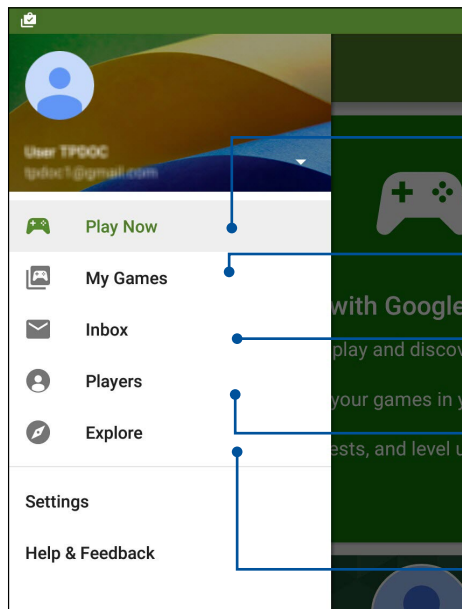 User TPDOC
tpdoc1@gmail.com
Play Now
My Games
Inbox
Players
Explore
Settings
Help & Feedback
with Google
play and discov
your games in y
ests, and level u